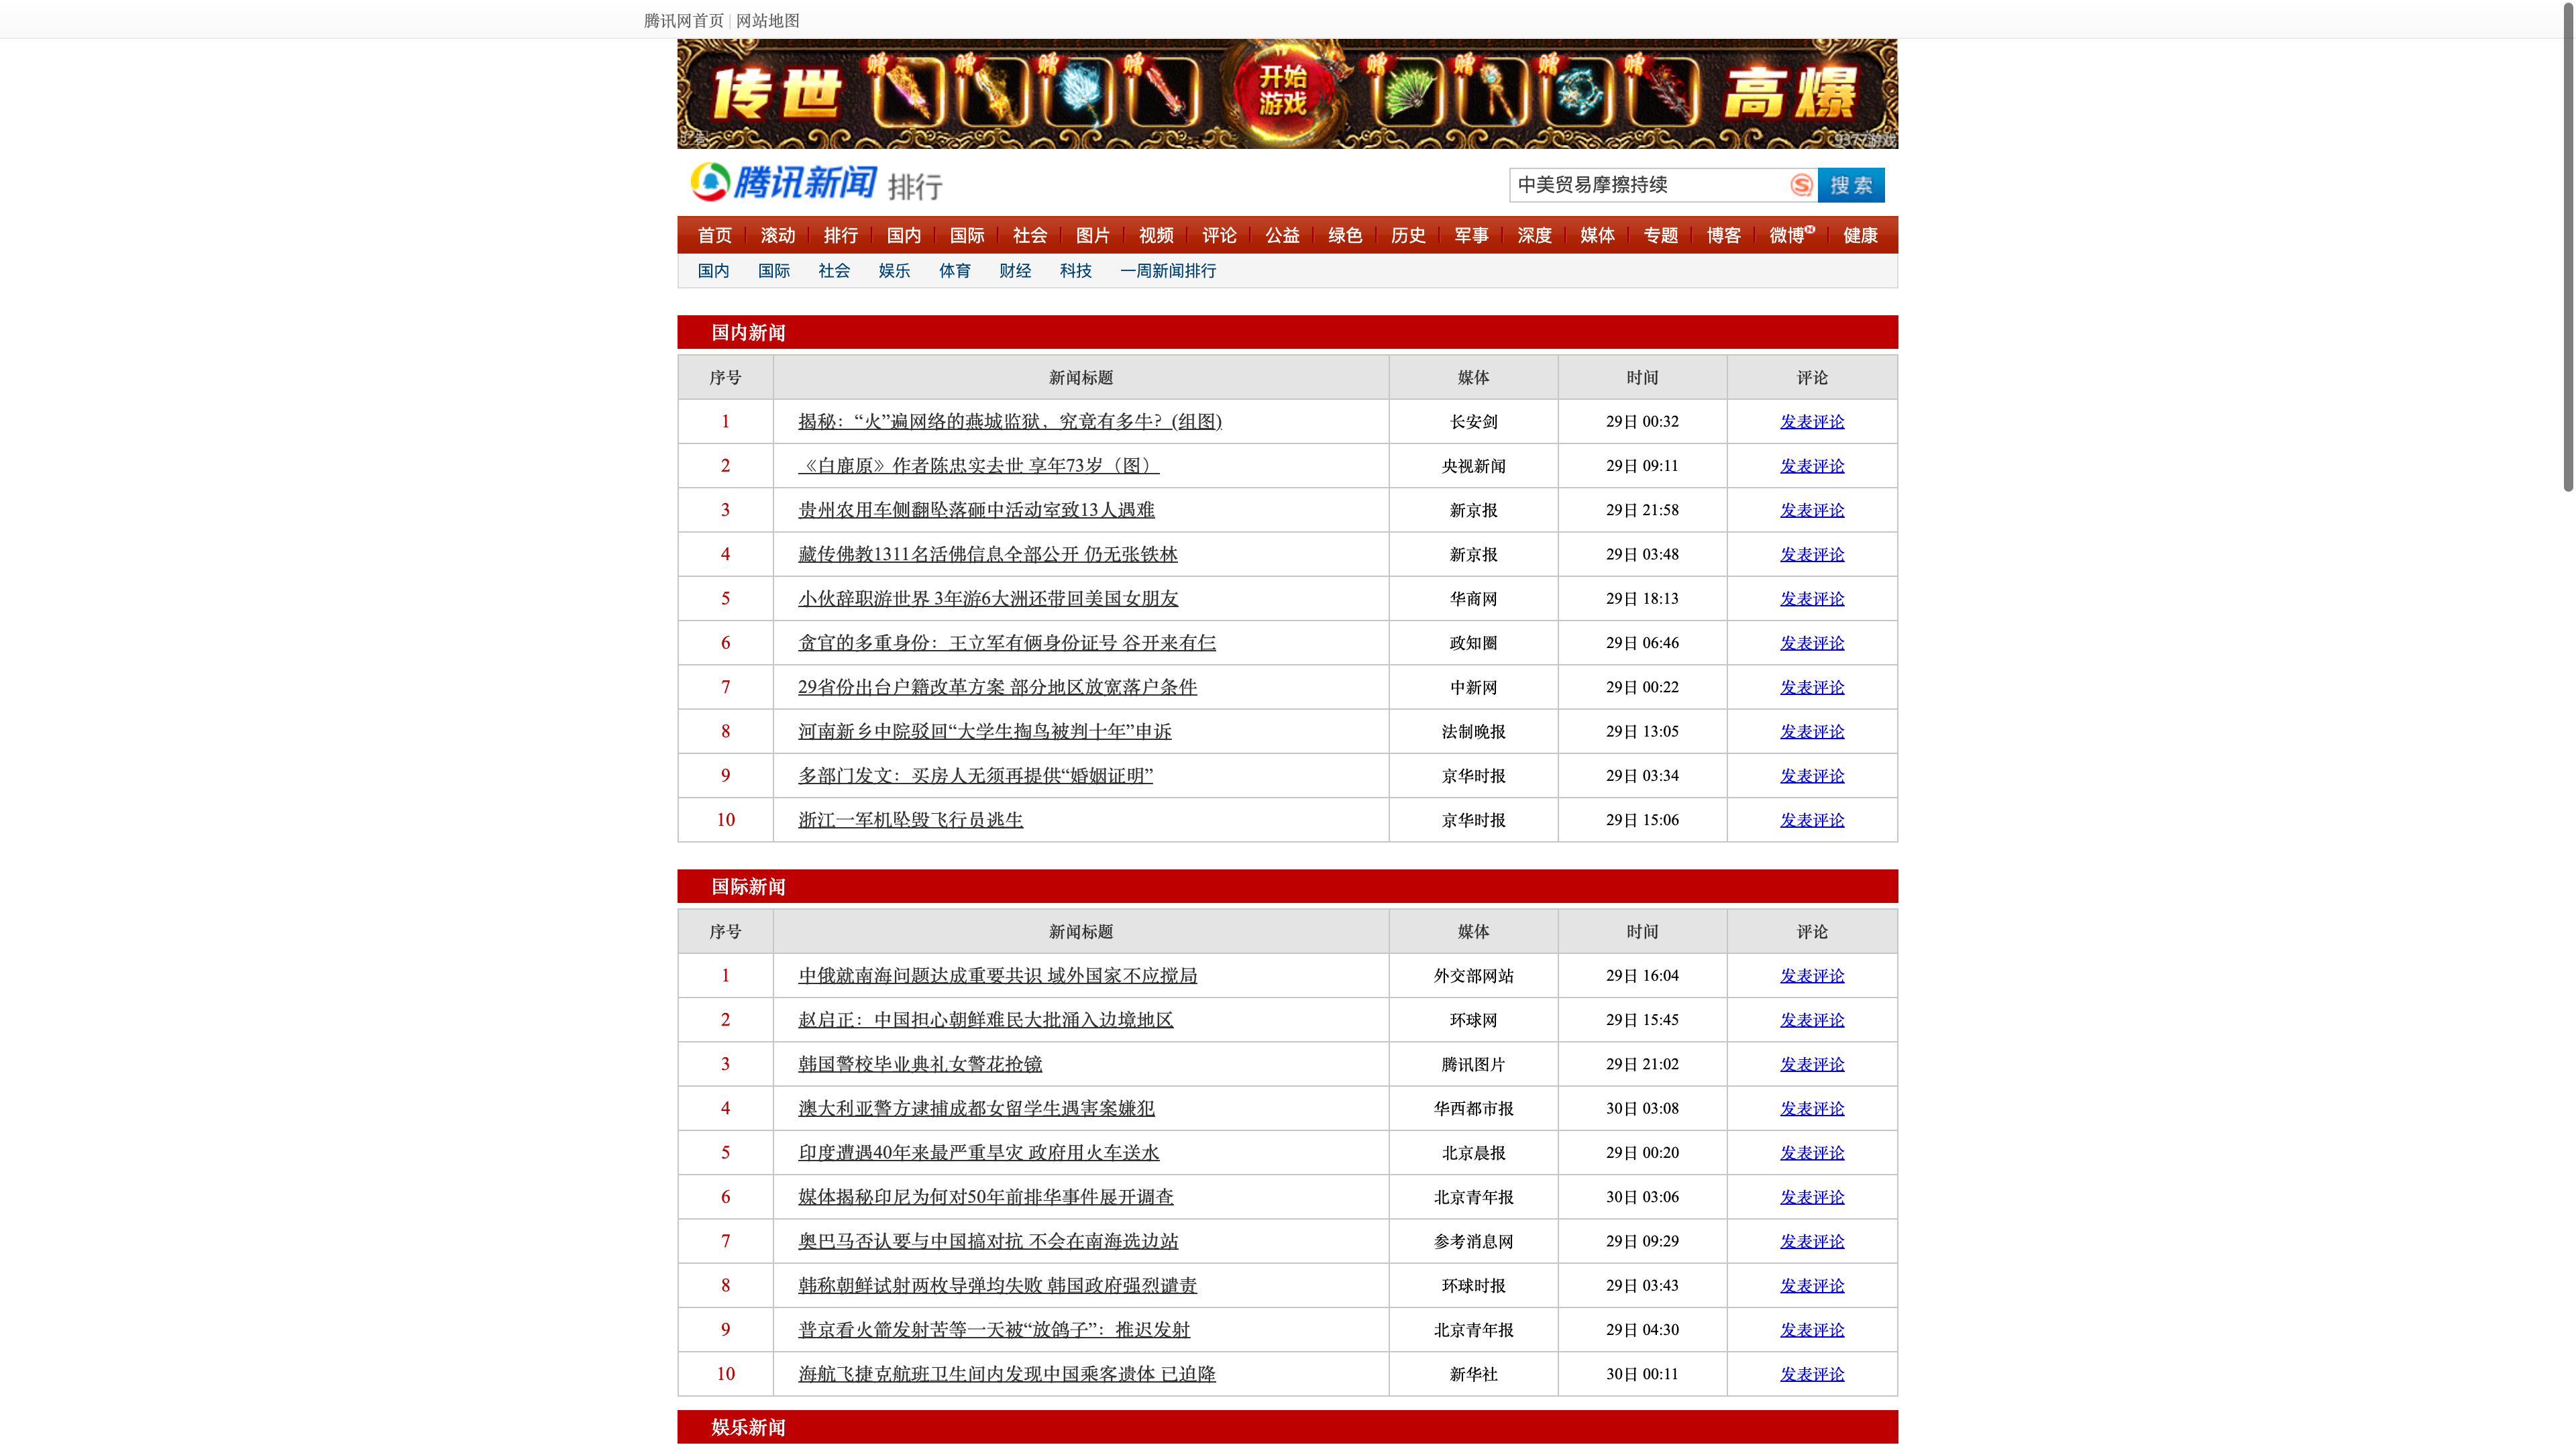 腾讯网首页 | 网站地图
传世 赠 赠 赠 赠 开始游戏 赠 赠 赠 赠 高爆
9377游戏
腾讯新闻 排行 中美贸易摩擦持续 搜索
首页 滚动 排行 国内 国际 社会 图片 视频 评论 公益 绿色 历史 军事 深度 媒体 专题 博客 微博 健康
国内 国际 社会 娱乐 体育 财经 科技 一周新闻排行
国内新闻
序号 新闻标题 媒体 时间 评论
1 揭秘：“火”遍网络的燕城监狱，究竟有多牛？(组图) 长安剑 29日 00:32 发表评论
2 《白鹿原》作者陈忠实去世 享年73岁（图） 央视新闻 29日 09:11 发表评论
3 贵州农用车侧翻坠落砸中活动室致13人遇难 新京报 29日 21:58 发表评论
4 藏传佛教1311名活佛信息全部公开 仍无张铁林 新京报 29日 03:48 发表评论
5 小伙辞职游世界 3年游6大洲还带回美国女朋友 华商网 29日 18:13 发表评论
6 贪官的多重身份：王立军有俩身份证号 谷开来有仨 政知圈 29日 06:46 发表评论
7 29省份出台户籍改革方案 部分地区放宽落户条件 中新网 29日 00:22 发表评论
8 河南新乡中院驳回“大学生掏鸟被判十年”申诉 法制晚报 29日 13:05 发表评论
9 多部门发文：买房人无须再提供“婚姻证明” 京华时报 29日 03:34 发表评论
10 浙江一军机坠毁飞行员逃生 京华时报 29日 15:06 发表评论
国际新闻
序号 新闻标题 媒体 时间 评论
1 中俄就南海问题达成重要共识 域外国家不应搅局 外交部网站 29日 16:04 发表评论
2 赵启正：中国担心朝鲜难民大批涌入边境地区 环球网 29日 15:45 发表评论
3 韩国警校毕业典礼女警花抢镜 腾讯图片 29日 21:02 发表评论
4 澳大利亚警方逮捕成都女留学生遇害案嫌犯 华西都市报 30日 03:08 发表评论
5 印度遭遇40年来最严重旱灾 政府用火车送水 北京晨报 29日 00:20 发表评论
6 媒体揭秘印尼为何对50年前排华事件展开调查 北京青年报 30日 03:06 发表评论
7 奥巴马否认要与中国搞对抗 不会在南海选边站 参考消息网 29日 09:29 发表评论
8 韩称朝鲜试射两枚导弹均失败 韩国政府强烈谴责 环球时报 29日 03:43 发表评论
9 普京看火箭发射苦等一天被“放鸽子”：推迟发射 北京青年报 29日 04:30 发表评论
10 海航飞捷克航班卫生间内发现中国乘客遗体 已迫降 新华社 30日 00:11 发表评论
娱乐新闻